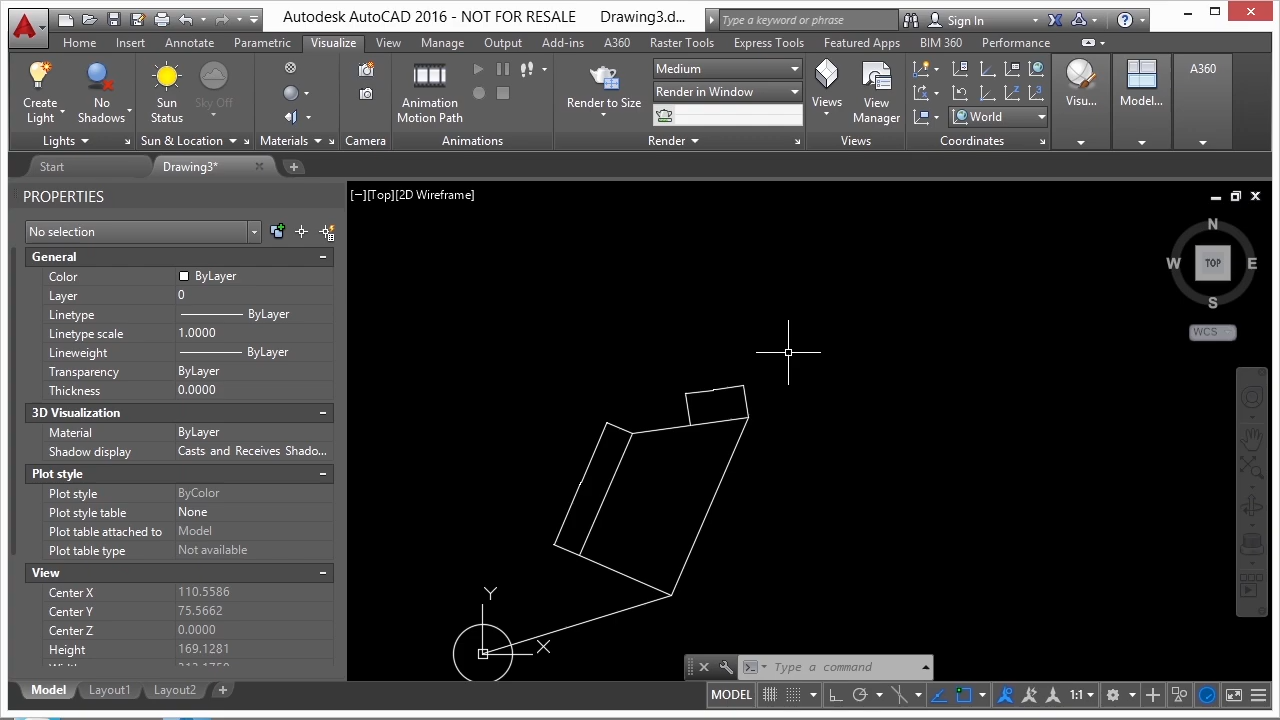 Autodesk AutoCAD 2016 - NOT FOR RESALE Drawing3.d...
Type a keyword or phrase
Sign In
Home Insert Annotate Parametric Visualize View Manage Output Add-ins A360 Raster Tools Express Tools Featured Apps BIM 360 Performance
Create Light
No Shadows
Sun Status
Sky Off
Animation Motion Path
Render to Size
Medium
Render in Window
Views
View Manager
World
Visu...
Model...
A360
Lights Sun & Location Materials Camera Animations Render Views Coordinates
Start Drawing3*
PROPERTIES
[−][Top][2D Wireframe]
No selection
General
Color ByLayer
Layer 0
Linetype ByLayer
Linetype scale 1.0000
Lineweight ByLayer
Transparency ByLayer
Thickness 0.0000
3D Visualization
Material ByLayer
Shadow display Casts and Receives Shado...
Plot style
Plot style ByColor
Plot style table None
Plot table attached to Model
Plot table type Not available
View
Center X 110.5586
Center Y 75.5662
Center Z 0.0000
Height 169.1281
N
W TOP E
S
WCS
Y
X
Type a command
Model Layout1 Layout2
MODEL 1:1